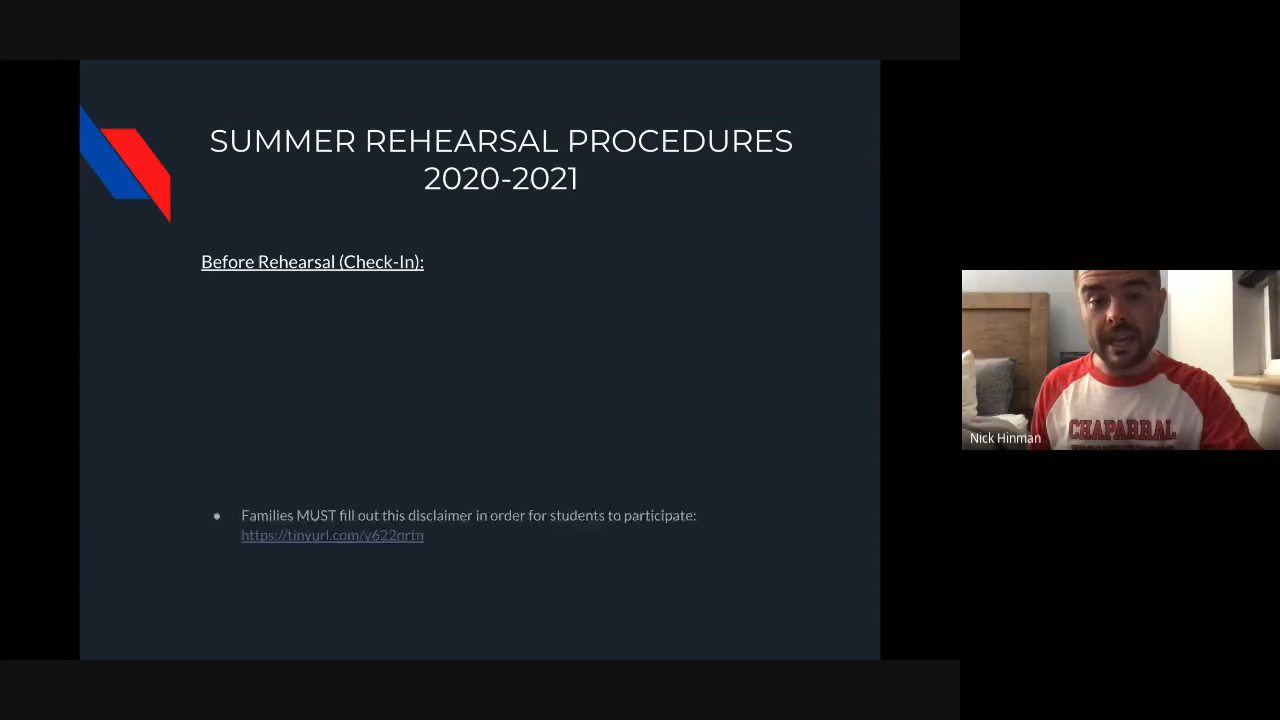 SUMMER REHEARSAL PROCEDURES
2020-2021
Before Rehearsal (Check-In):
● Families MUST fill out this disclaimer in order for students to participate:
https://tinyurl.com/y622nrtn
Nick Hinman
CHAPARRAL